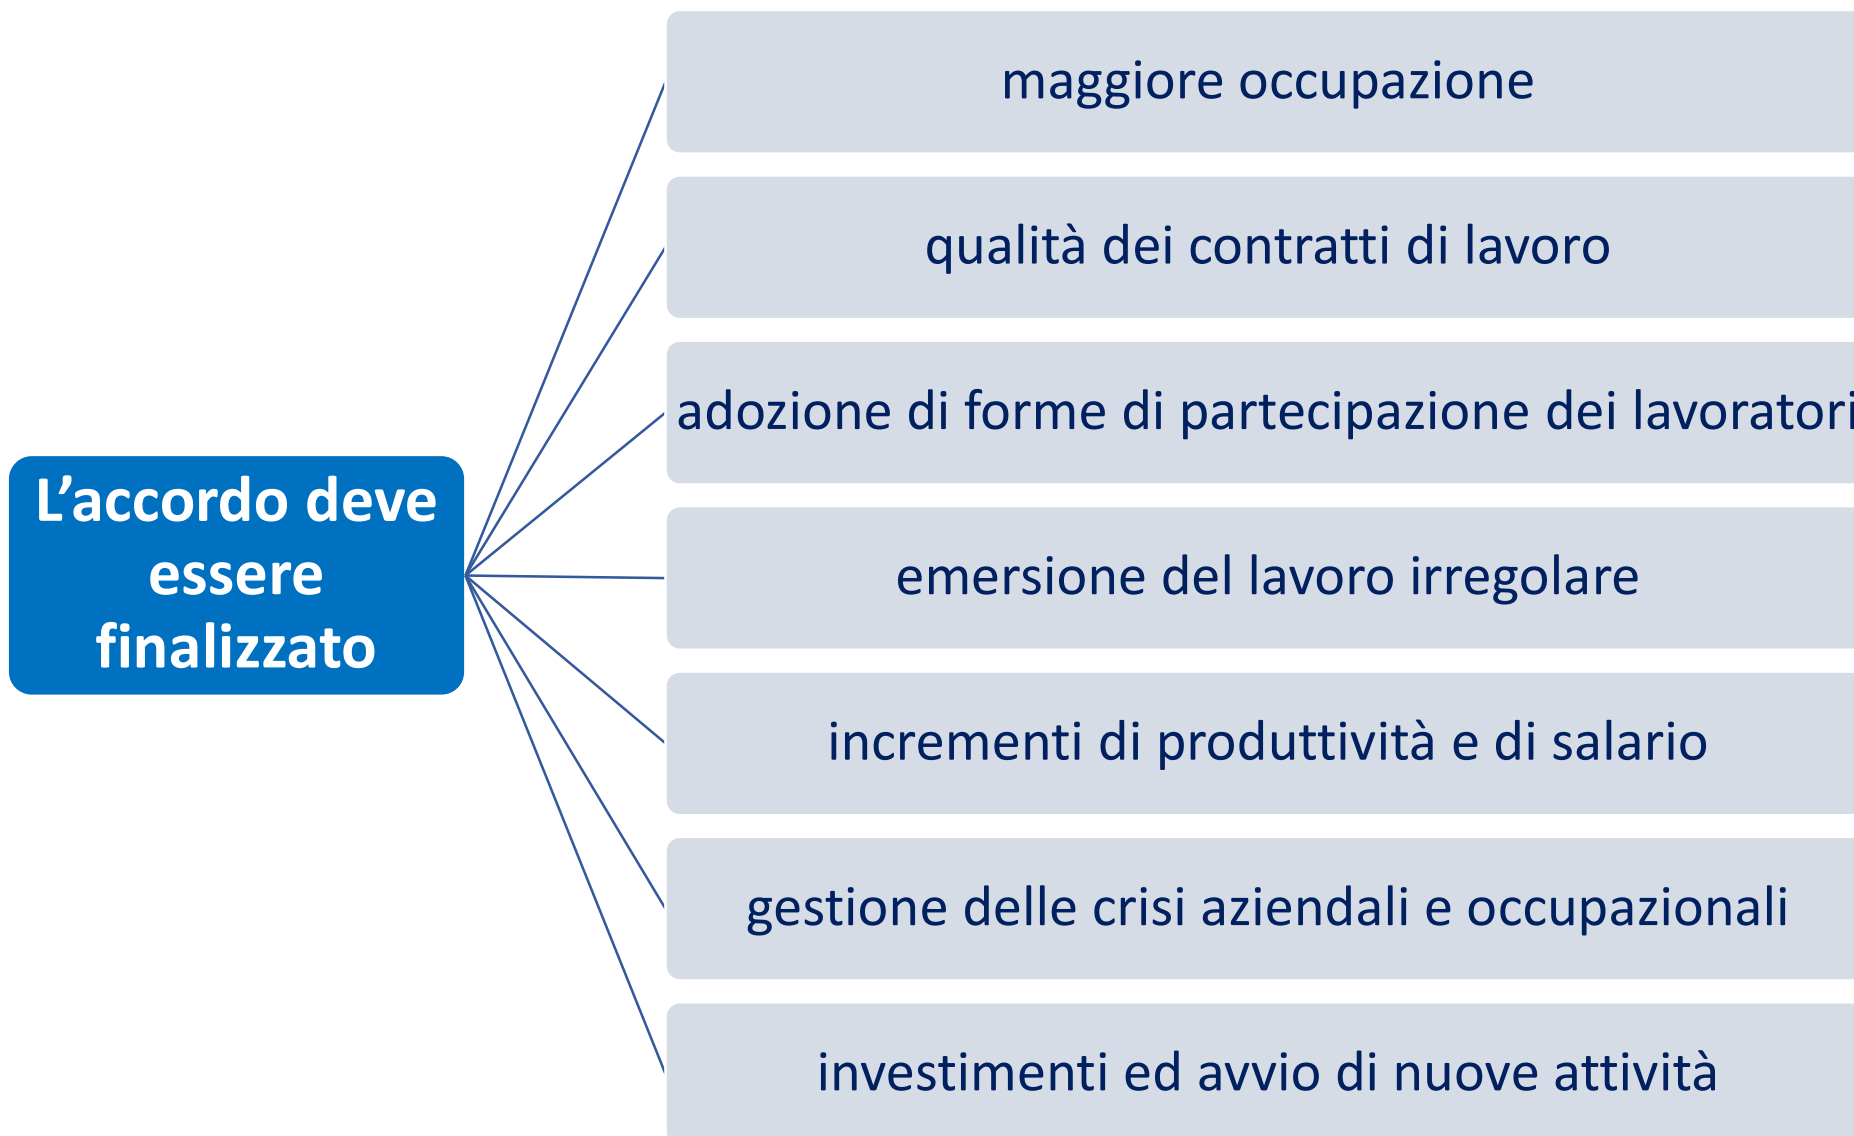 maggiore occupazione
qualità dei contratti di lavoro
adozione di forme di partecipazione dei lavoratori
L’accordo deve
essere
finalizzato
emersione del lavoro irregolare
incrementi di produttività e di salario
gestione delle crisi aziendali e occupazionali
investimenti ed avvio di nuove attività